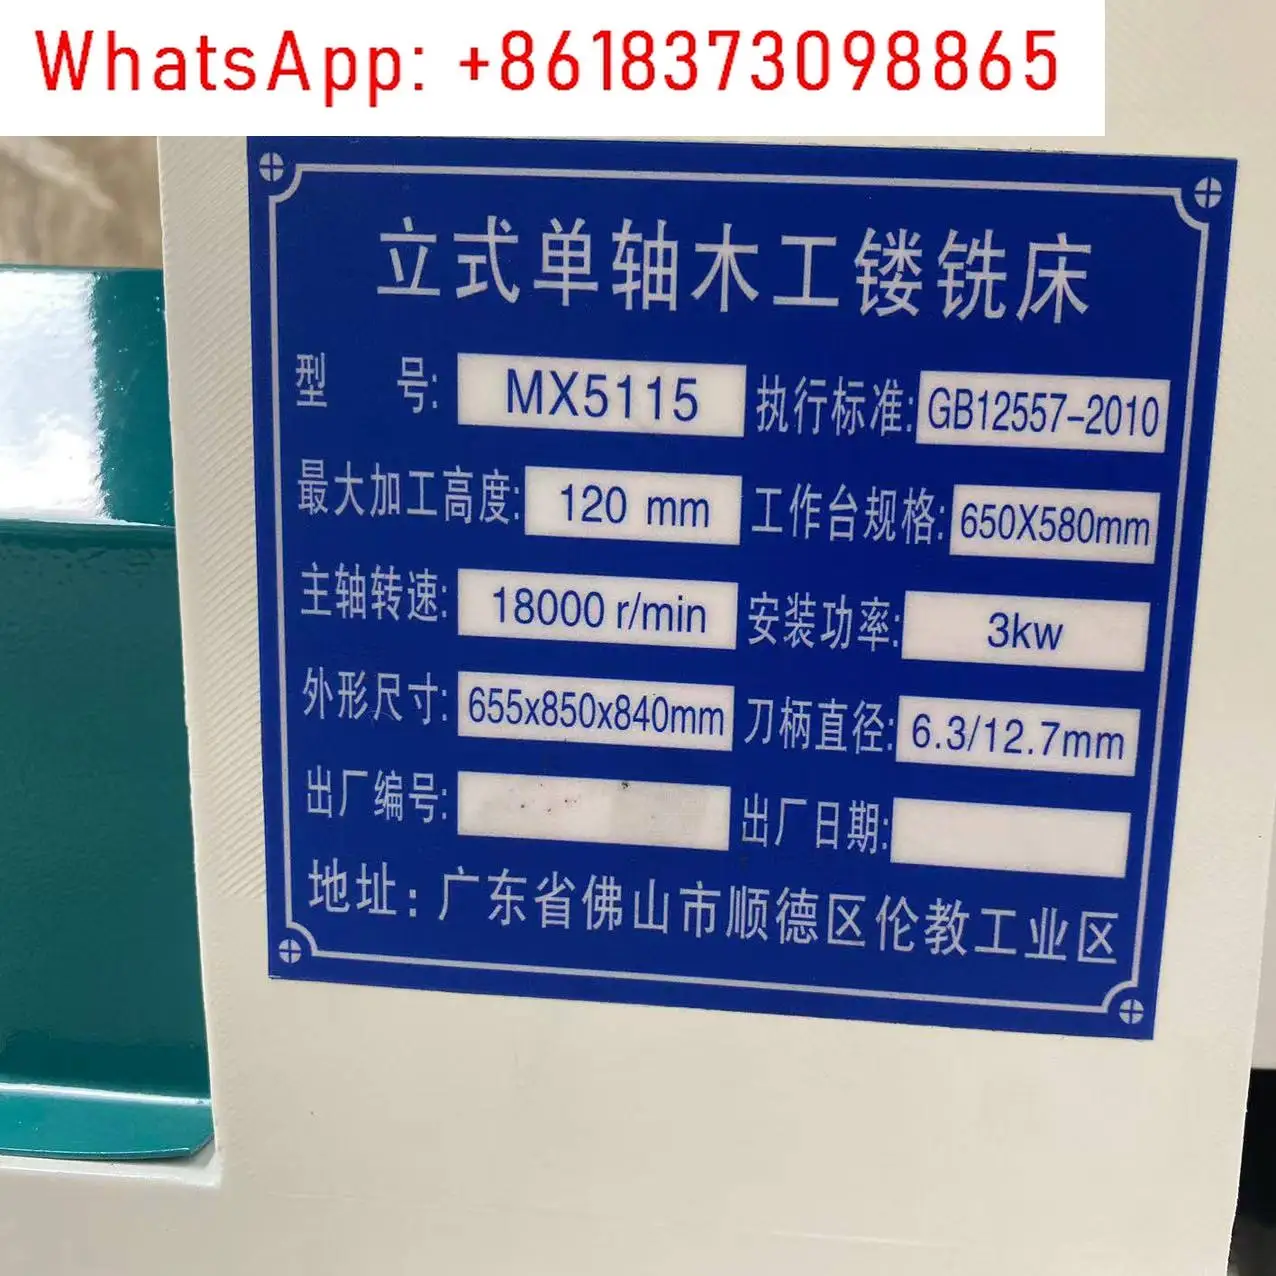 WhatsApp: +8618373098865
立式单轴木工镂铣床
型 号: MX5115 执行标准: GB12557-2010
最大加工高度: 120 mm 工作台规格: 650X580mm
主轴转速: 18000 r/min 安装功率: 3kw
外形尺寸: 655x850x840mm 刀柄直径: 6.3/12.7mm
出厂编号: 出厂日期:
地址: 广东省佛山市顺德区伦教工业区